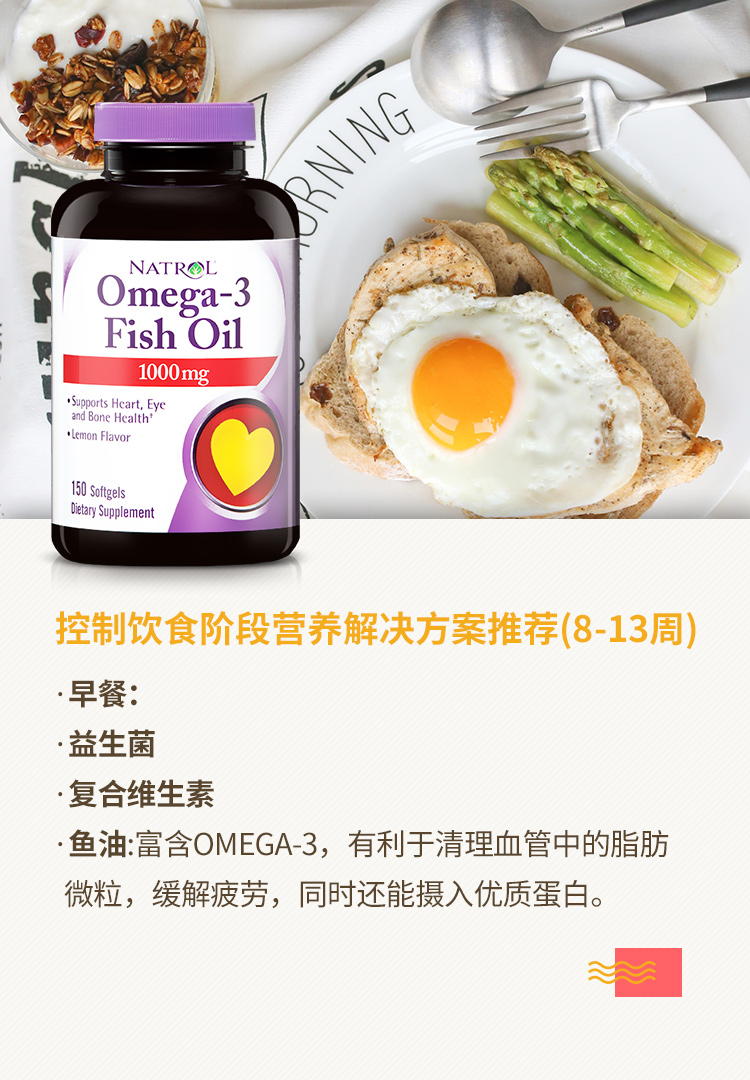 MORNING
NATROL
Omega-3
Fish Oil
1000 mg
•Supports Heart, Eye
and Bone Health†
•Lemon Flavor
150 Softgels
Dietary Supplement
控制饮食阶段营养解决方案推荐(8-13周)
·早餐：
·益生菌
·复合维生素
·鱼油:富含OMEGA-3，有利于清理血管中的脂肪
微粒，缓解疲劳，同时还能摄入优质蛋白。